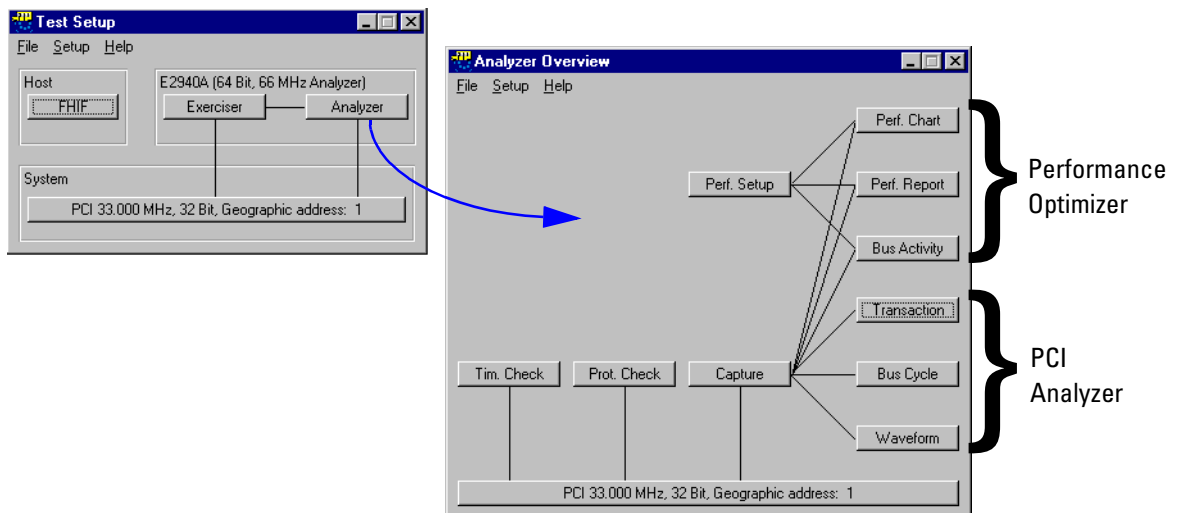 Test Setup
File Setup Help
Host
FHIF
E2940A (64 Bit, 66 MHz Analyzer)
Exerciser
Analyzer
System
PCI 33.000 MHz, 32 Bit, Geographic address: 1
Analyzer Overview
File Setup Help
Perf. Chart
Perf. Setup
Perf. Report
Bus Activity
Transaction
Tim. Check
Prot. Check
Capture
Bus Cycle
Waveform
PCI 33.000 MHz, 32 Bit, Geographic address: 1
Performance
Optimizer
PCI
Analyzer